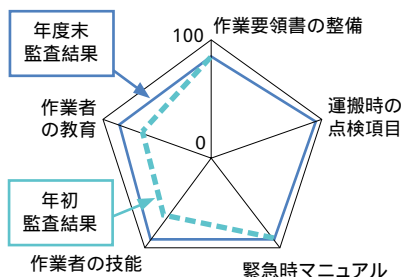 年度末
監査結果
100
作業要領書の整備
作業者
の教育
運搬時の
点検項目
0
年初
監査結果
作業者の技能
緊急時マニュアル